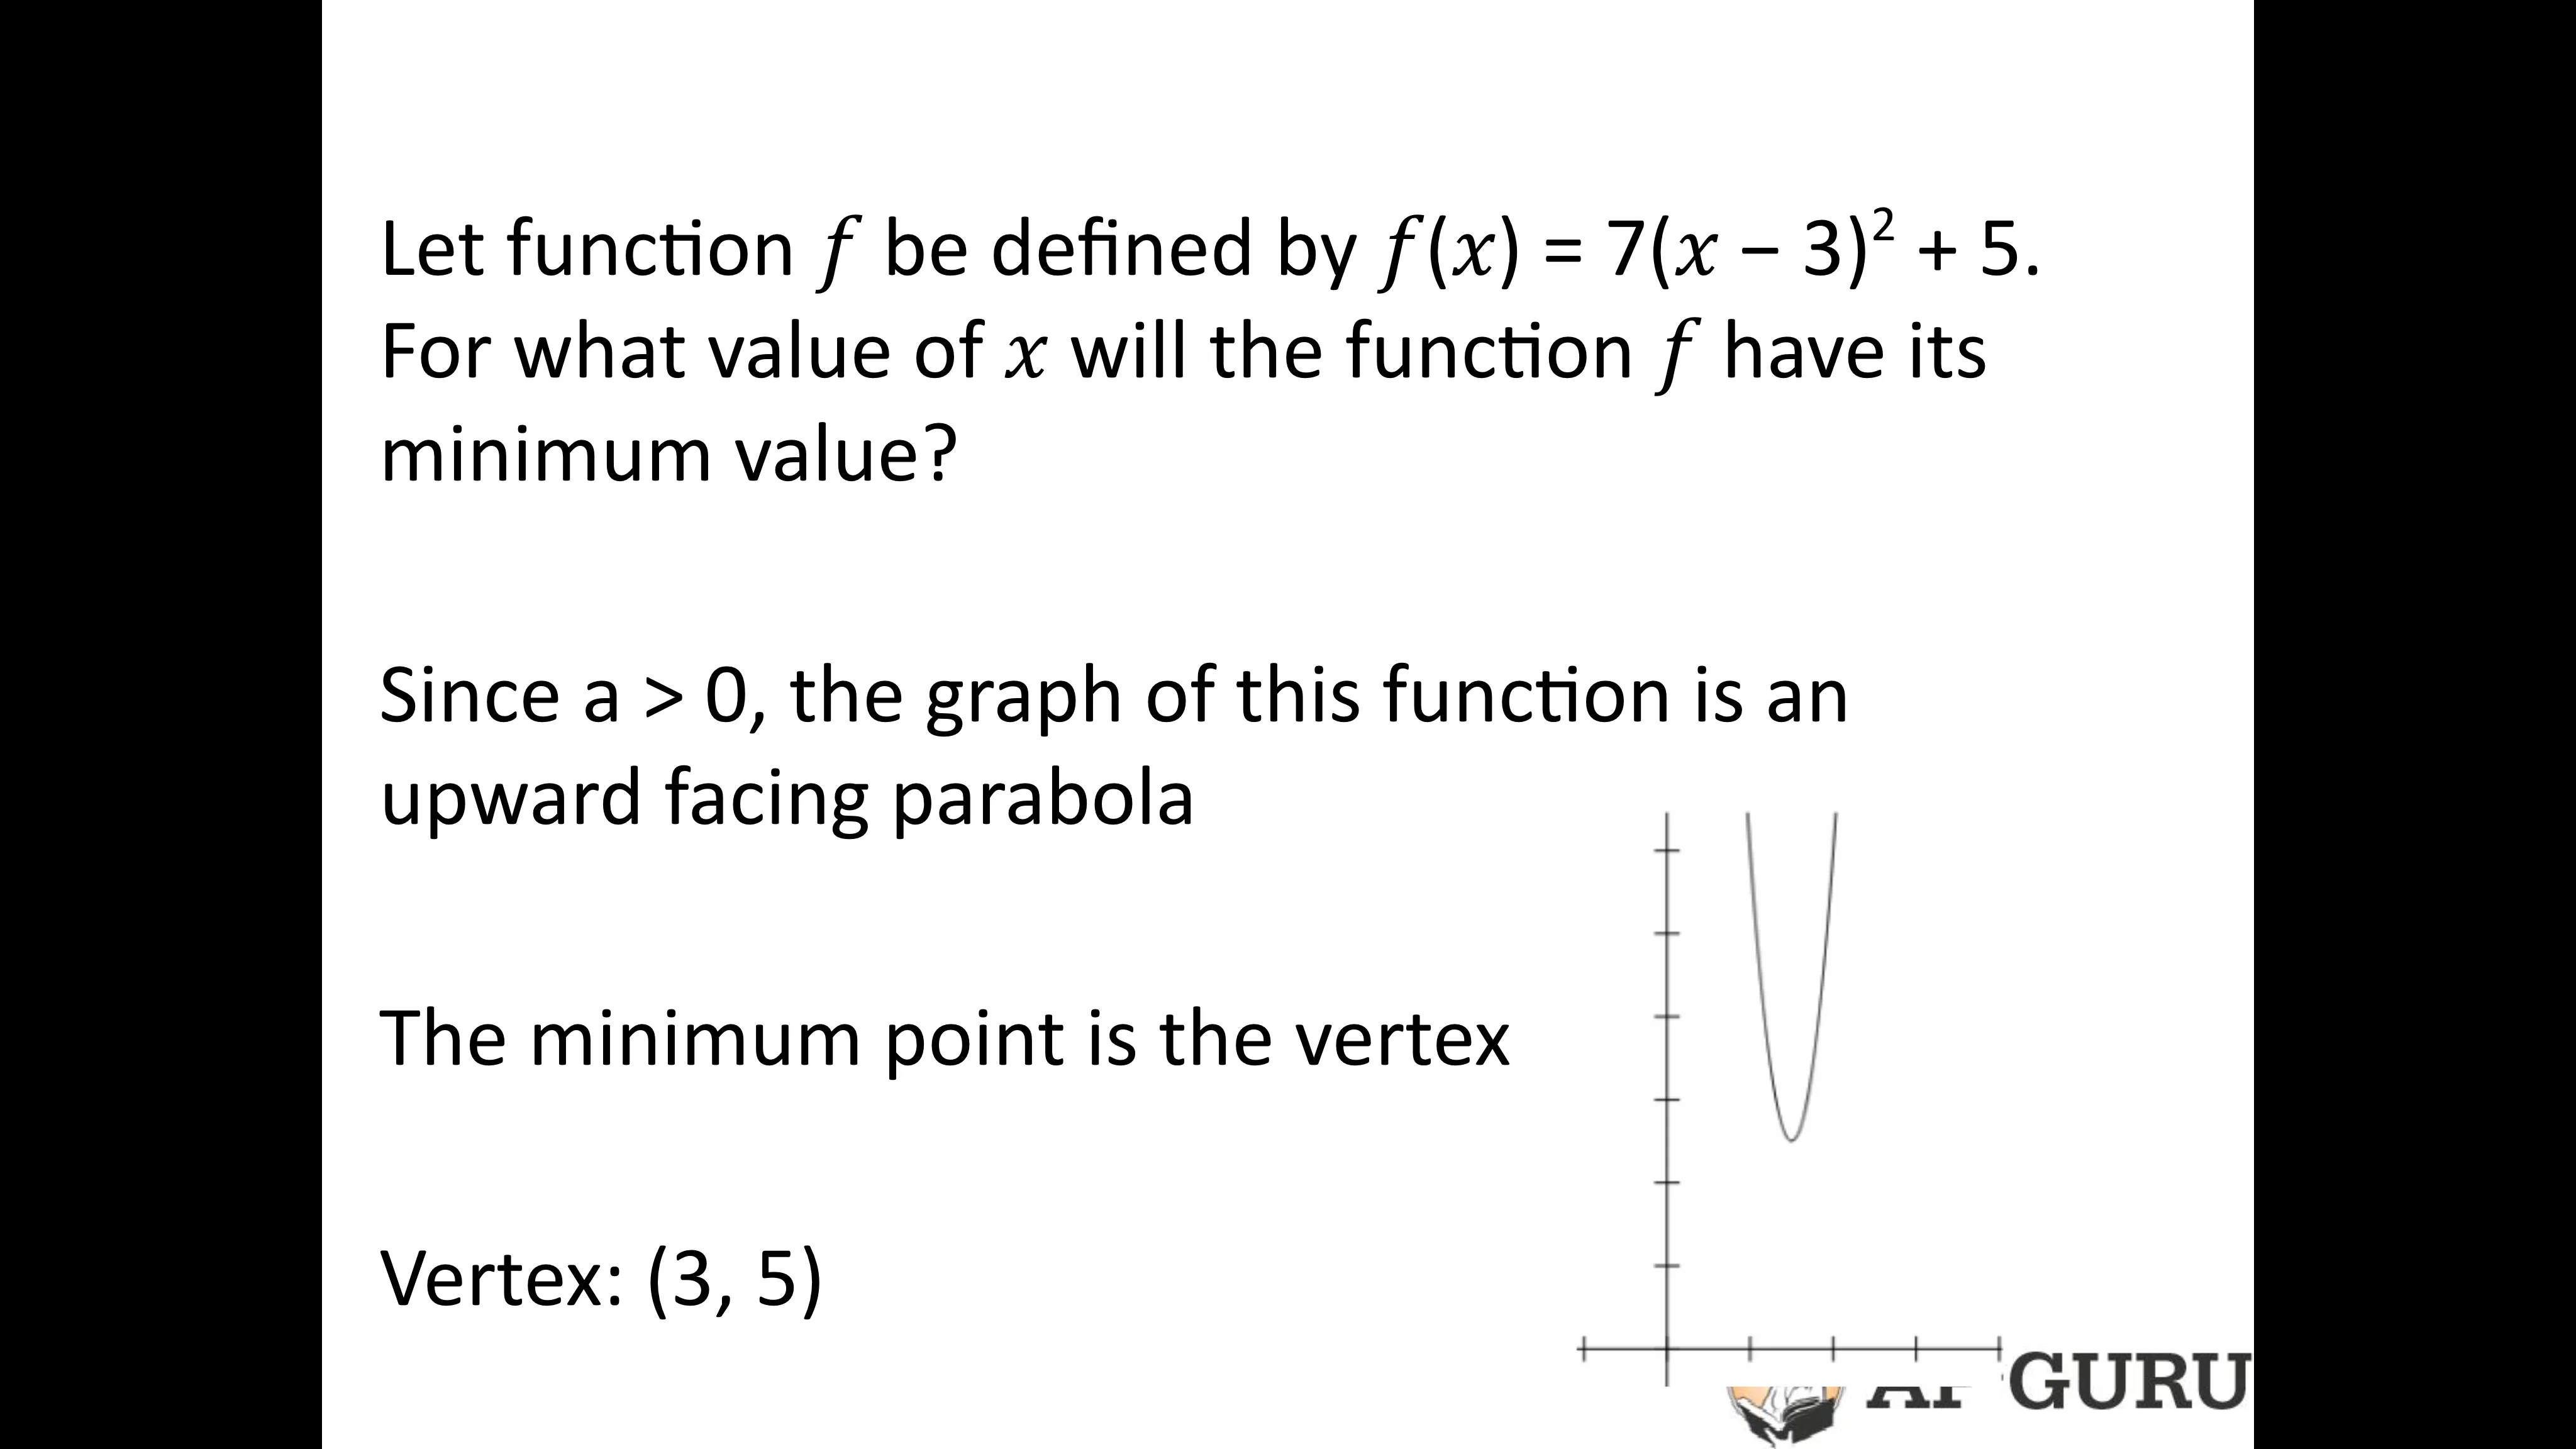 Let function f be defined by f(x) = 7(x − 3)² + 5.
For what value of x will the function f have its
minimum value?
Since a > 0, the graph of this function is an
upward facing parabola
The minimum point is the vertex
Vertex: (3, 5)
GURU